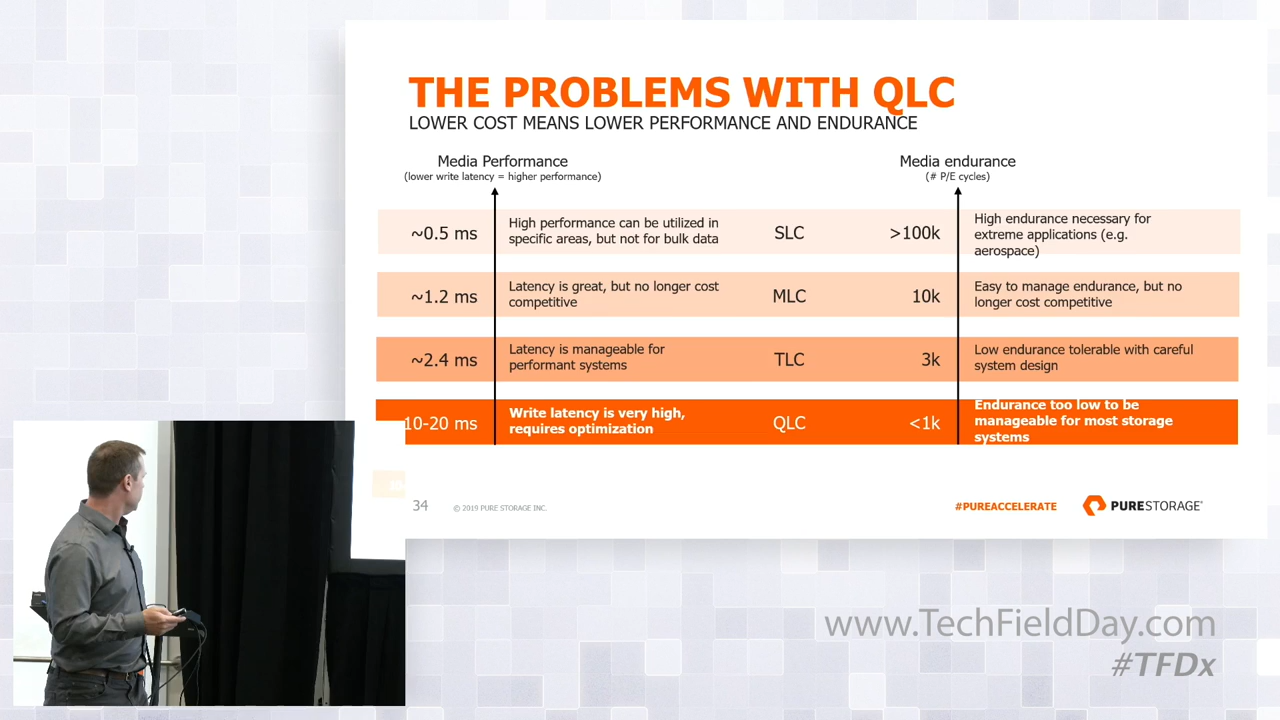 THE PROBLEMS WITH QLC
LOWER COST MEANS LOWER PERFORMANCE AND ENDURANCE
Media Performance
(lower write latency = higher performance)
Media endurance
(# P/E cycles)
~0.5 ms
High performance can be utilized in
specific areas, but not for bulk data
SLC
>100k
High endurance necessary for
extreme applications (e.g.
aerospace)
~1.2 ms
Latency is great, but no longer cost
competitive
MLC
10k
Easy to manage endurance, but no
longer cost competitive
~2.4 ms
Latency is manageable for
performant systems
TLC
3k
Low endurance tolerable with careful
system design
10-20 ms
Write latency is very high,
requires optimization
QLC
<1k
Endurance too low to be
manageable for most storage
systems
34
© 2019 PURE STORAGE INC.
#PUREACCELERATE
PURESTORAGE®
www.TechFieldDay.com
#TFDx